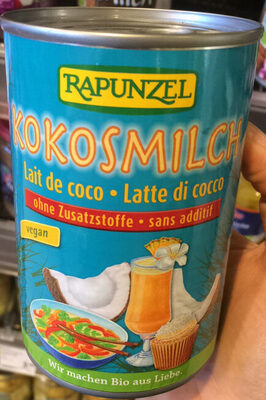 RAPUNZEL
KOKOSMILCH
Lait de coco • Latte di cocco
ohne Zusatzstoffe • sans additif
vegan
Wir machen Bio aus Liebe.